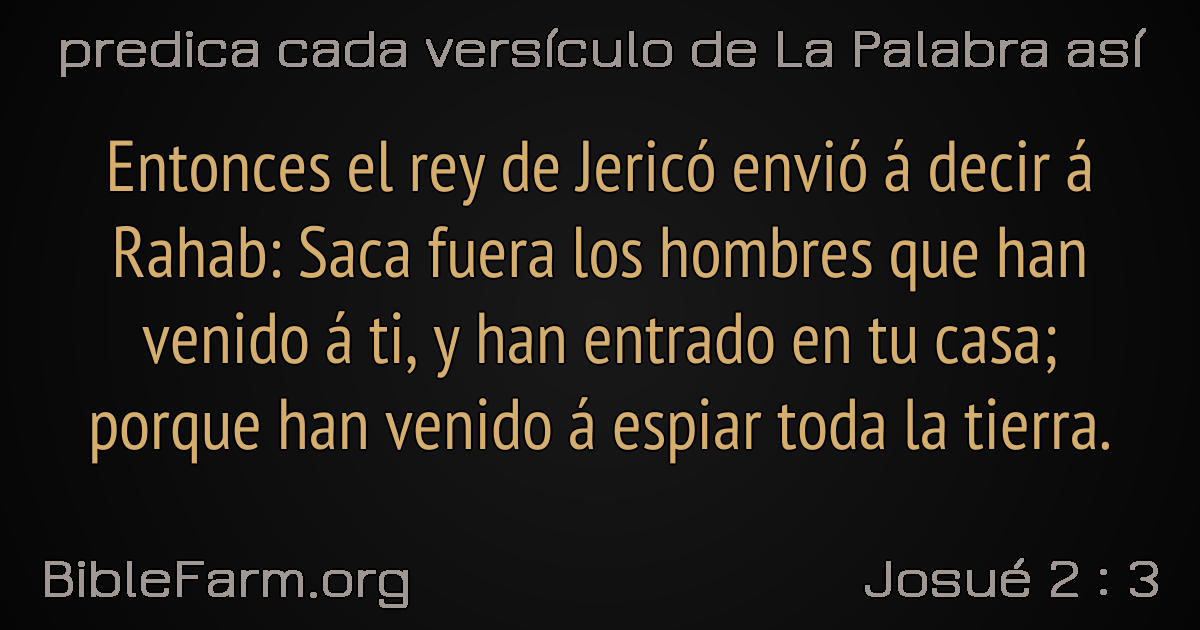 predica cada versículo de La Palabra así
Entonces el rey de Jericó envió á decir á
Rahab: Saca fuera los hombres que han
venido á ti, y han entrado en tu casa;
porque han venido á espiar toda la tierra.
BibleFarm.org
Josué 2 : 3